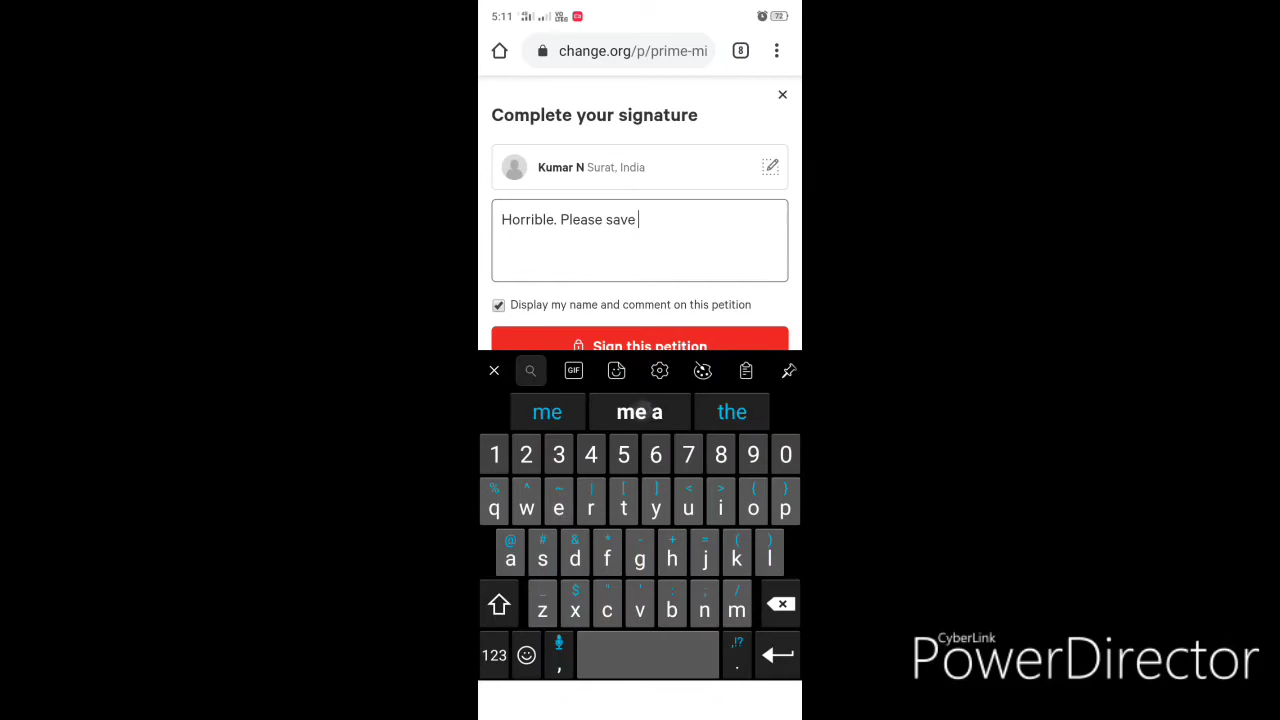 5:11 72
change.org/p/prime-mi 8
Complete your signature
Kumar N Surat, India
Horrible. Please save
Display my name and comment on this petition
Sign this petition
GIF
me me a the
1 2 3 4 5 6 7 8 9 0
% ^ ~ | [ ] < > { }
q w e r t y u i o p
@ # & * - + = ( )
a s d f g h j k l
_ $ " ' : ; /
z x c v b n m
,!?
123 , .
CyberLink
PowerDirector